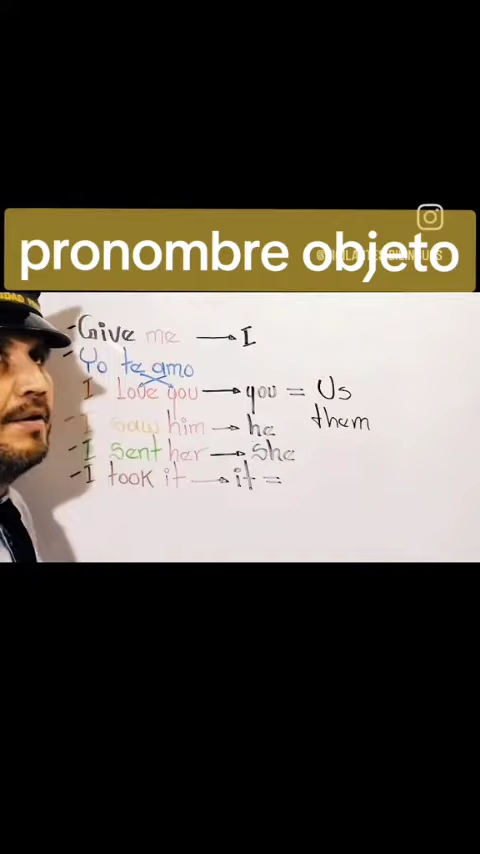 pronombre objeto
- Give me → I
- Yo te amo
I Love you → you = Us
them
- I saw him → he
- I sent her → she
- I took it → it =